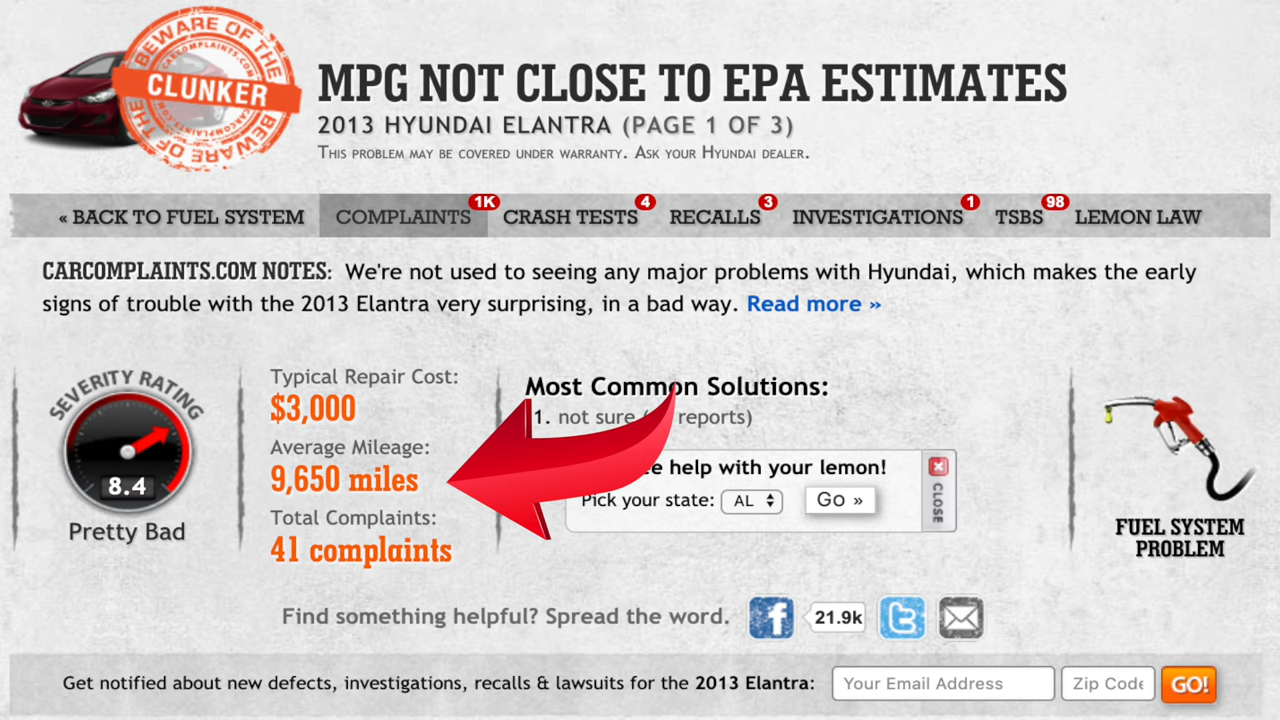 BEWARE OF THE
CARCOMPLAINTS.COM
CLUNKER
CARCOMPLAINTS.COM
BEWARE OF THE
MPG NOT CLOSE TO EPA ESTIMATES
2013 HYUNDAI ELANTRA (PAGE 1 OF 3)
THIS PROBLEM MAY BE COVERED UNDER WARRANTY. ASK YOUR HYUNDAI DEALER.
1K 4 3 1 98
« BACK TO FUEL SYSTEM COMPLAINTS CRASH TESTS RECALLS INVESTIGATIONS TSBS LEMON LAW
CARCOMPLAINTS.COM NOTES: We're not used to seeing any major problems with Hyundai, which makes the early
signs of trouble with the 2013 Elantra very surprising, in a bad way. Read more »
SEVERITY RATING
8.4
Pretty Bad
Typical Repair Cost:
$3,000
Average Mileage:
9,650 miles
Total Complaints:
41 complaints
Most Common Solutions:
1. not sure ( reports)
help with your lemon!
Pick your state: AL Go »
CLOSE
FUEL SYSTEM
PROBLEM
Find something helpful? Spread the word. f 21.9k t
Get notified about new defects, investigations, recalls & lawsuits for the 2013 Elantra: Your Email Address Zip Code GO!